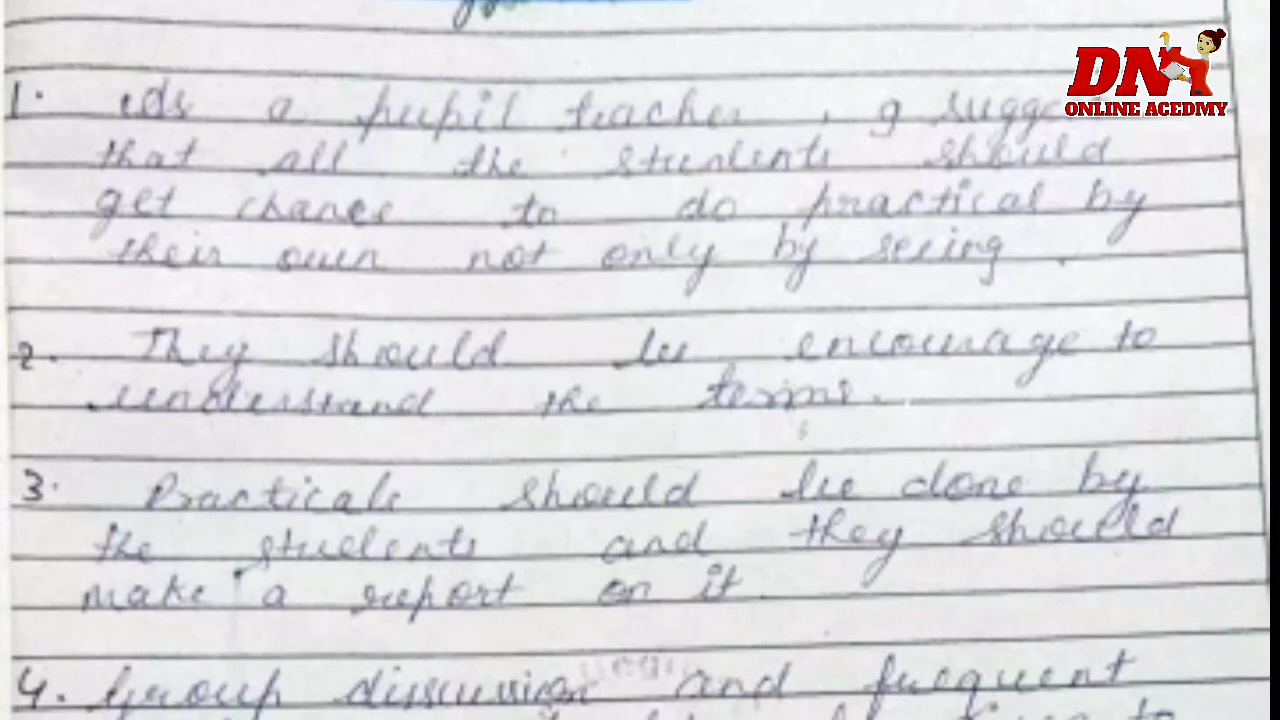 DN
ONLINE ACEDMY
1. As a pupil teacher, I sugge
that all the students should
get chance to do practical by
their own not only by seeing.
2. They should be encourage to
understand the terms.
3. Practicals should be done by
the students and they should
make a report on it.
4. Group discussion and frequent